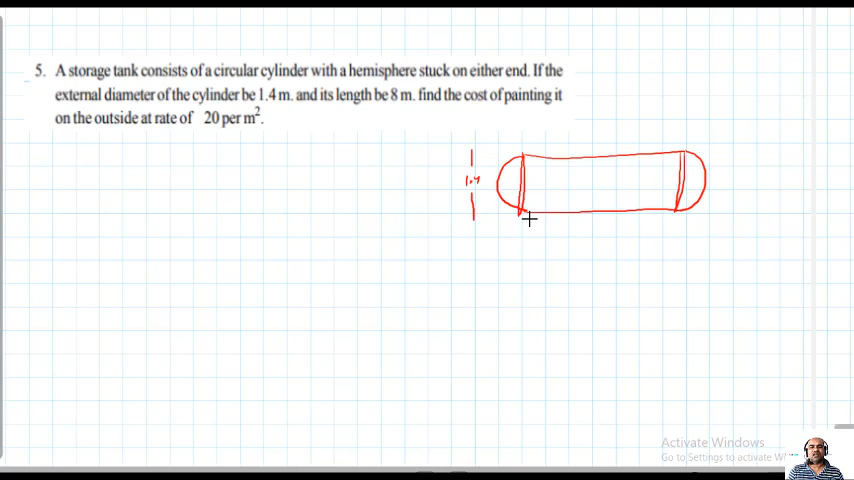 5. A storage tank consists of a circular cylinder with a hemisphere stuck on either end. If the
external diameter of the cylinder be 1.4 m. and its length be 8 m. find the cost of painting it
on the outside at rate of 20 per m².
1.4
Activate Windows
Go to Settings to activate Wi